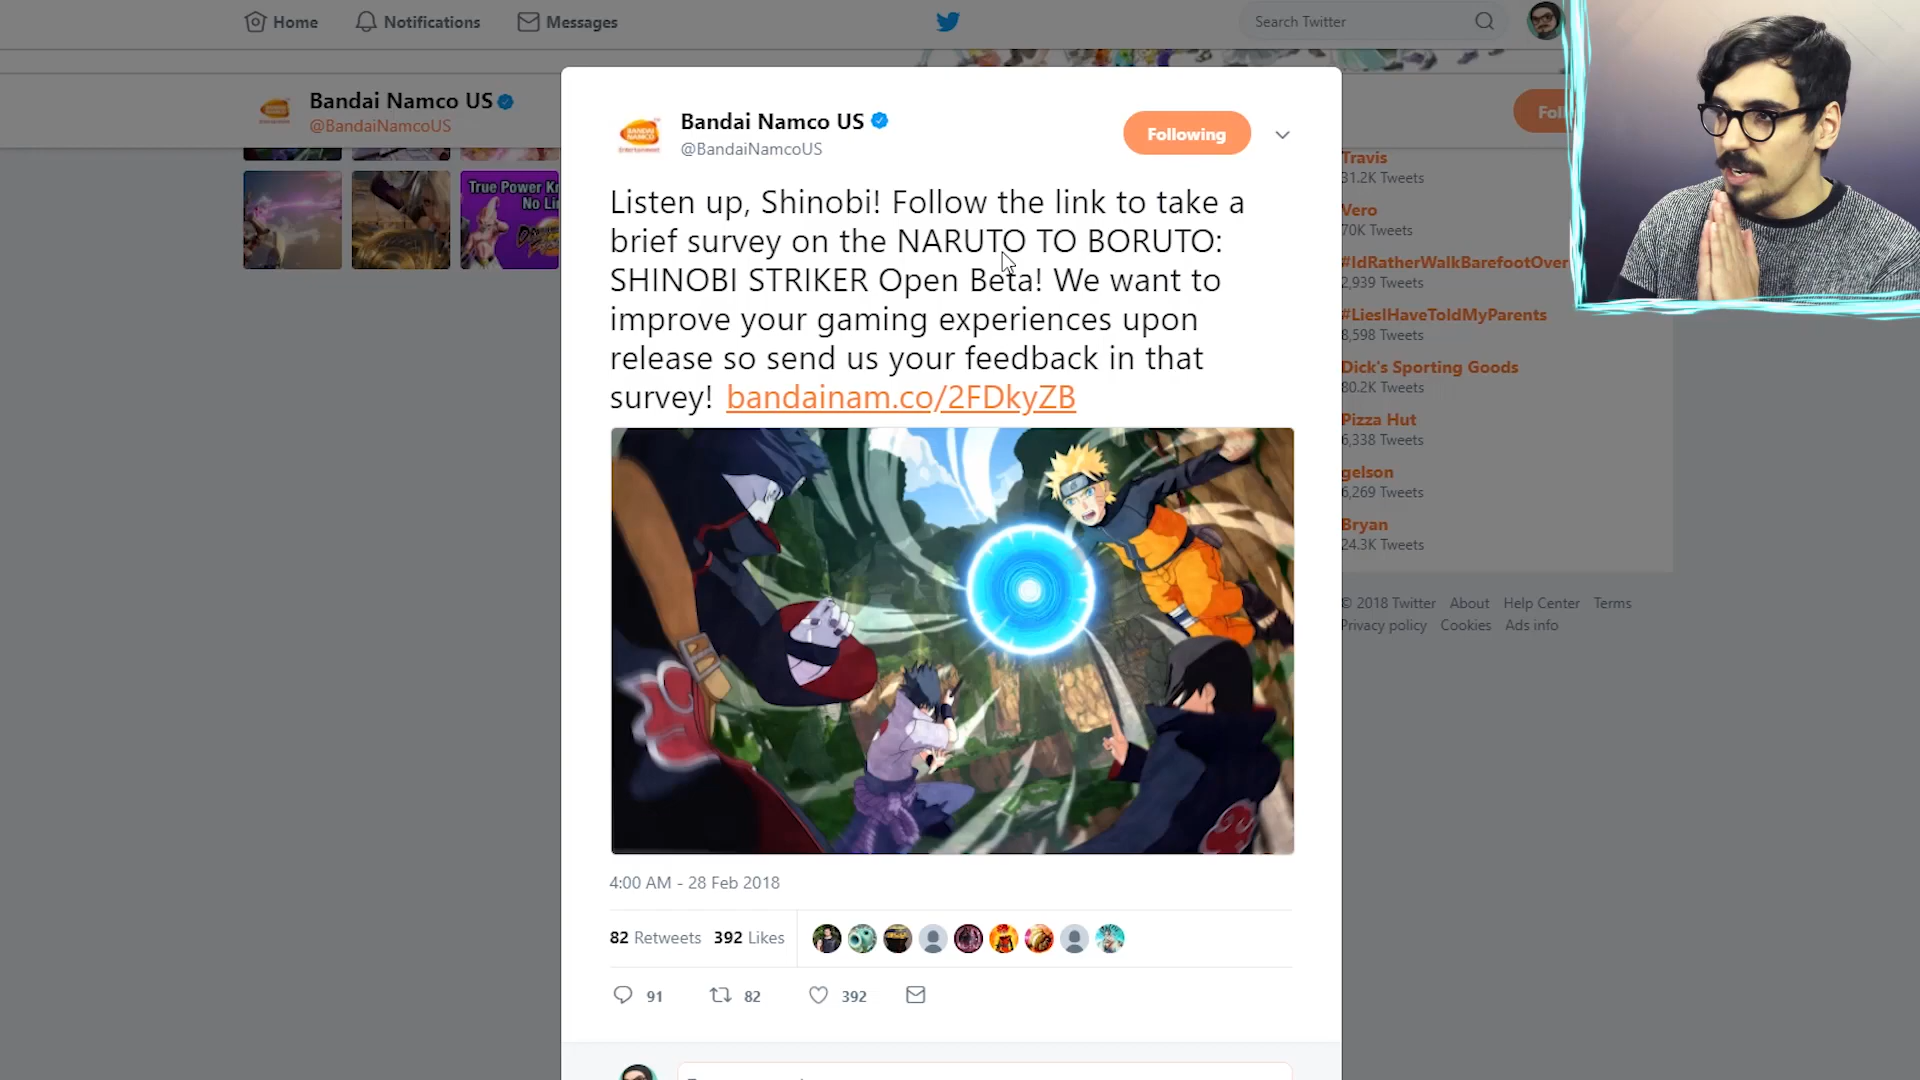 Home
Notifications
Messages
Search Twitter
Bandai Namco US
@BandaiNamcoUS
True Power
No
Bandai Namco US
@BandaiNamcoUS
Following
Listen up, Shinobi! Follow the link to take a
brief survey on the NARUTO TO BORUTO:
SHINOBI STRIKER Open Beta! We want to
improve your gaming experiences upon
release so send us your feedback in that
survey! bandainam.co/2FDkyZB
4:00 AM - 28 Feb 2018
82 Retweets 392 Likes
91
82
392
Travis
31.2K Tweets
Vero
70K Tweets
#IdRatherWalkBarefootOver
2,939 Tweets
#LiesIHaveToldMyParents
8,598 Tweets
Dick's Sporting Goods
80.2K Tweets
Pizza Hut
6,338 Tweets
gelson
6,269 Tweets
Bryan
24.3K Tweets
© 2018 Twitter About Help Center Terms
Privacy policy Cookies Ads info